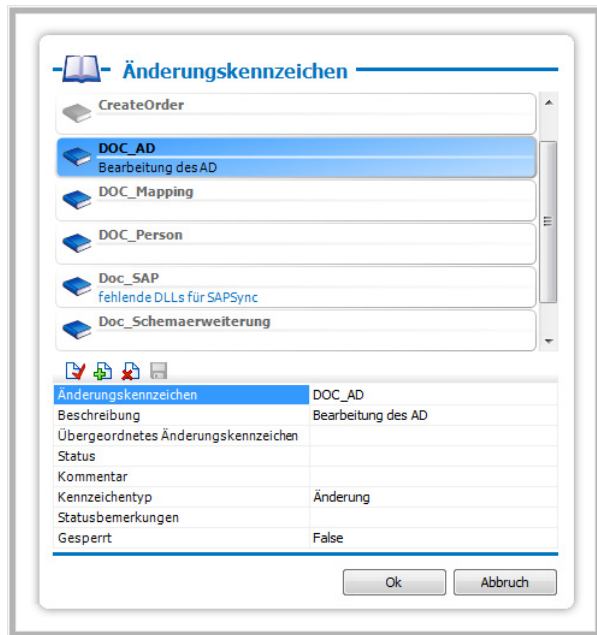 Änderungskennzeichen
CreateOrder
DOC_AD
Bearbeitung des AD
DOC_Mapping
DOC_Person
Doc_SAP
fehlende DLLs für SAPSync
Doc_Schemaerweiterung
Änderungskennzeichen DOC_AD
Beschreibung Bearbeitung des AD
Übergeordnetes Änderungskennzeichen
Status
Kommentar
Kennzeichentyp Änderung
Statusbemerkungen
Gesperrt False
Ok Abbruch